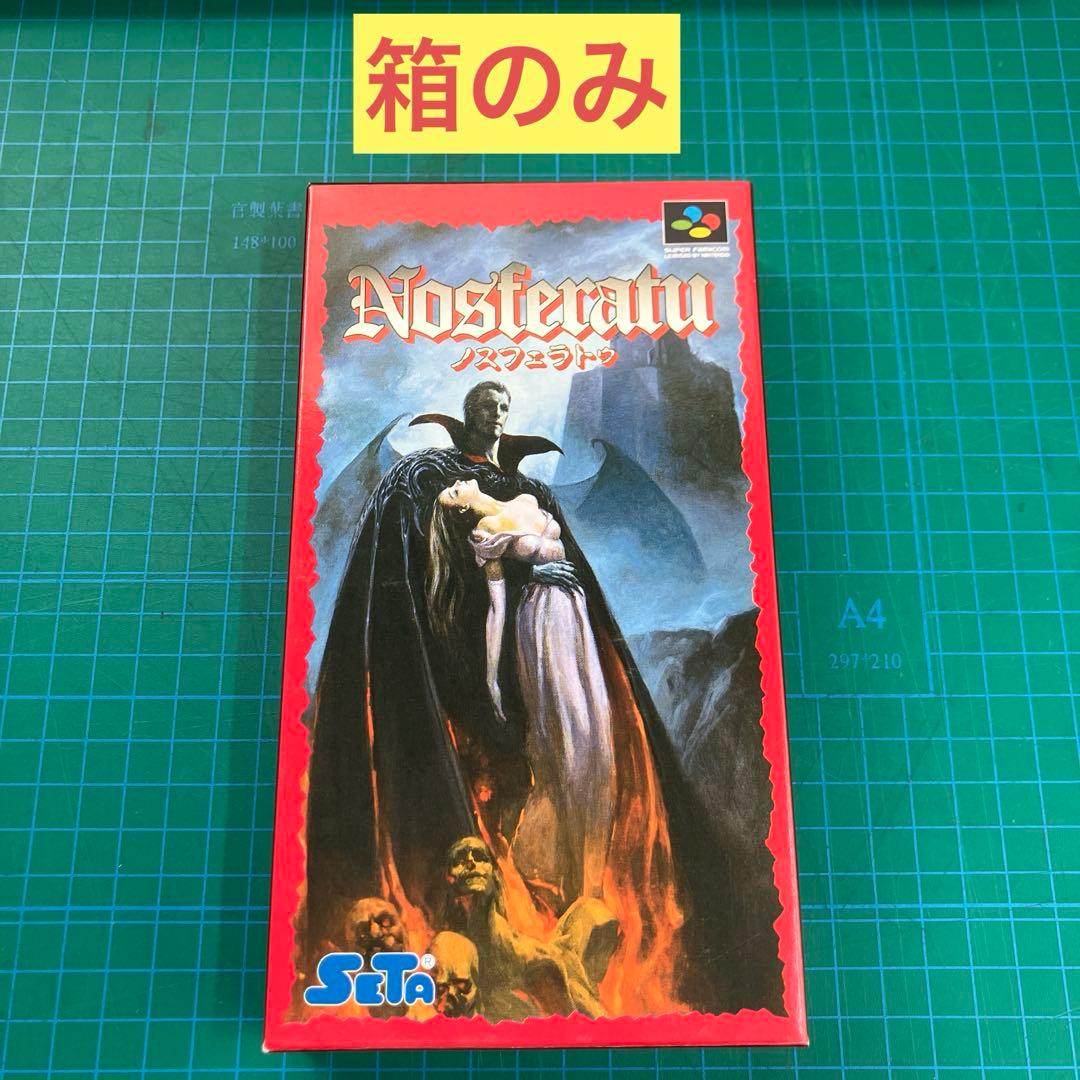 箱のみ
官製葉書
148*100
SUPER FAMICOM
LICENSED BY NINTENDO
Nosferatu
ノスフェラトゥ
A4
297*210
SETA®